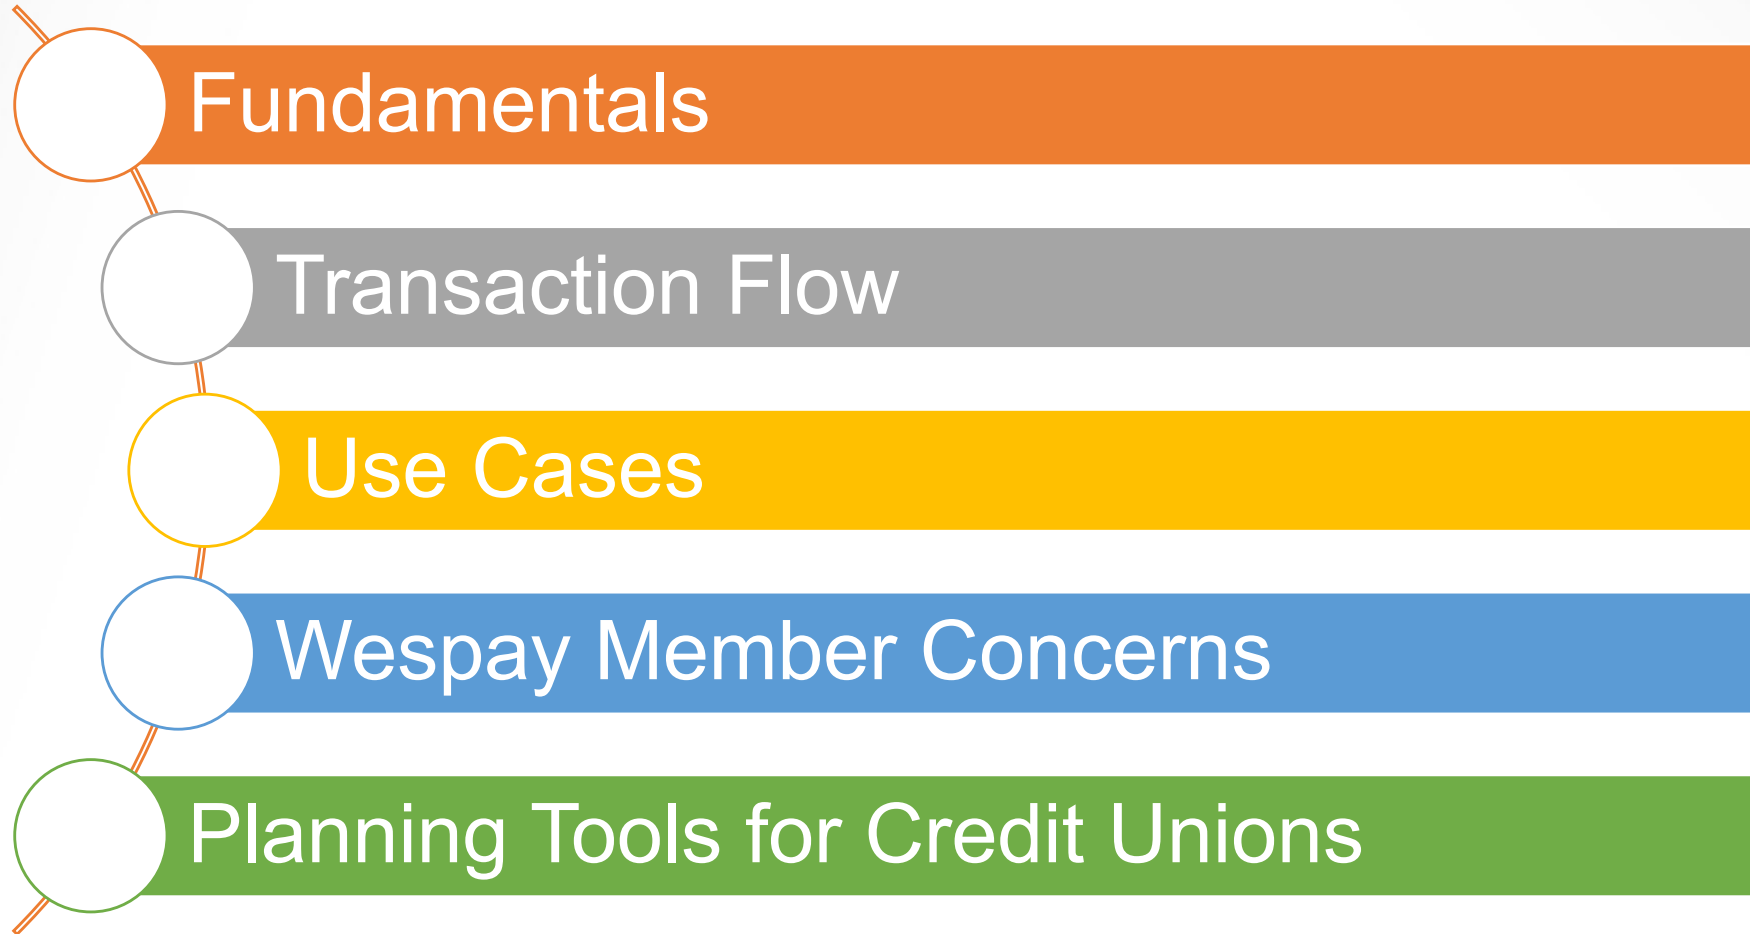 Fundamentals
Transaction Flow
Use Cases
Wespay Member Concerns
Planning Tools for Credit Unions